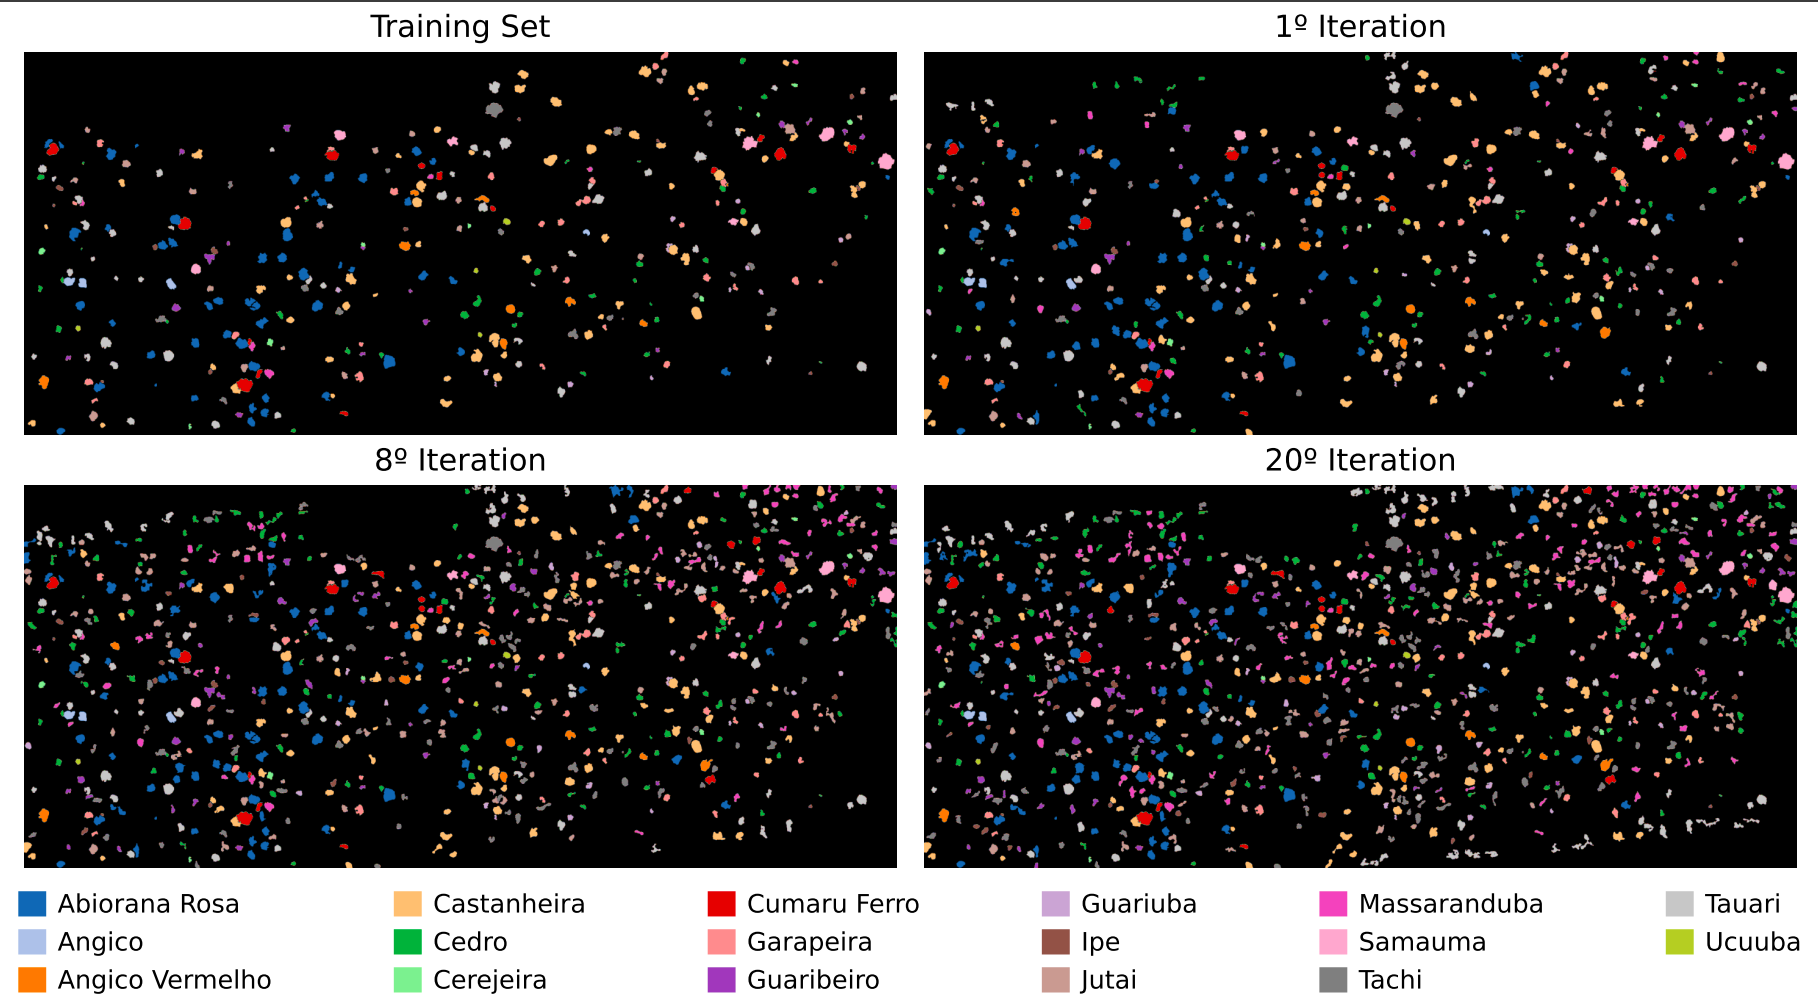 Training Set
1º Iteration
8º Iteration
20º Iteration
Abiorana Rosa
Castanheira
Cumaru Ferro
Guariuba
Massaranduba
Tauari
Angico
Cedro
Garapeira
Ipe
Samauma
Ucuuba
Angico Vermelho
Cerejeira
Guaribeiro
Jutai
Tachi